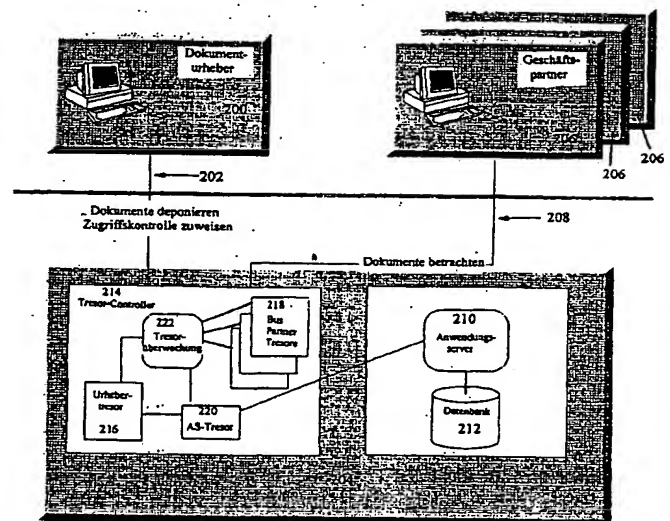 Dokument-
urheber
200
Geschäfts-
partner
206
206
202
208
Dokumente deponieren
Zugriffskontrolle zuweisen
Dokumente betrachten
214
Tresor-Controller
222
Tresor-
überwachung
218
Bus
Partner
Tresore
Urheber-
tresor
216
220
AS-Tresor
210
Anwendungs-
server
Datenbank
212